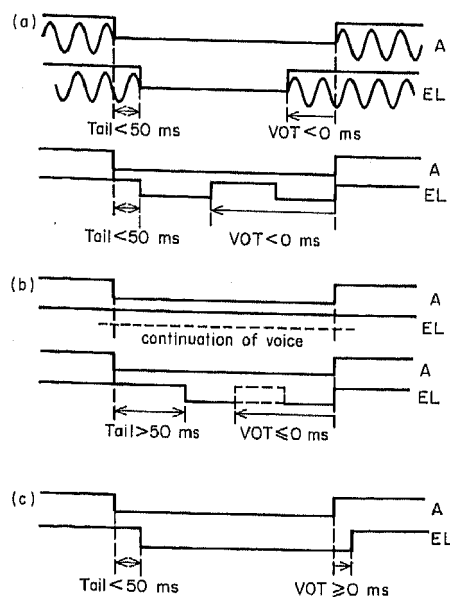 (a)
A
EL
Tail<50 ms VOT<0 ms
A
EL
Tail<50 ms VOT<0 ms
(b)
A
EL
continuation of voice
A
EL
Tail>50 ms VOT≤0 ms
(c)
A
EL
Tail<50 ms VOT≥0 ms